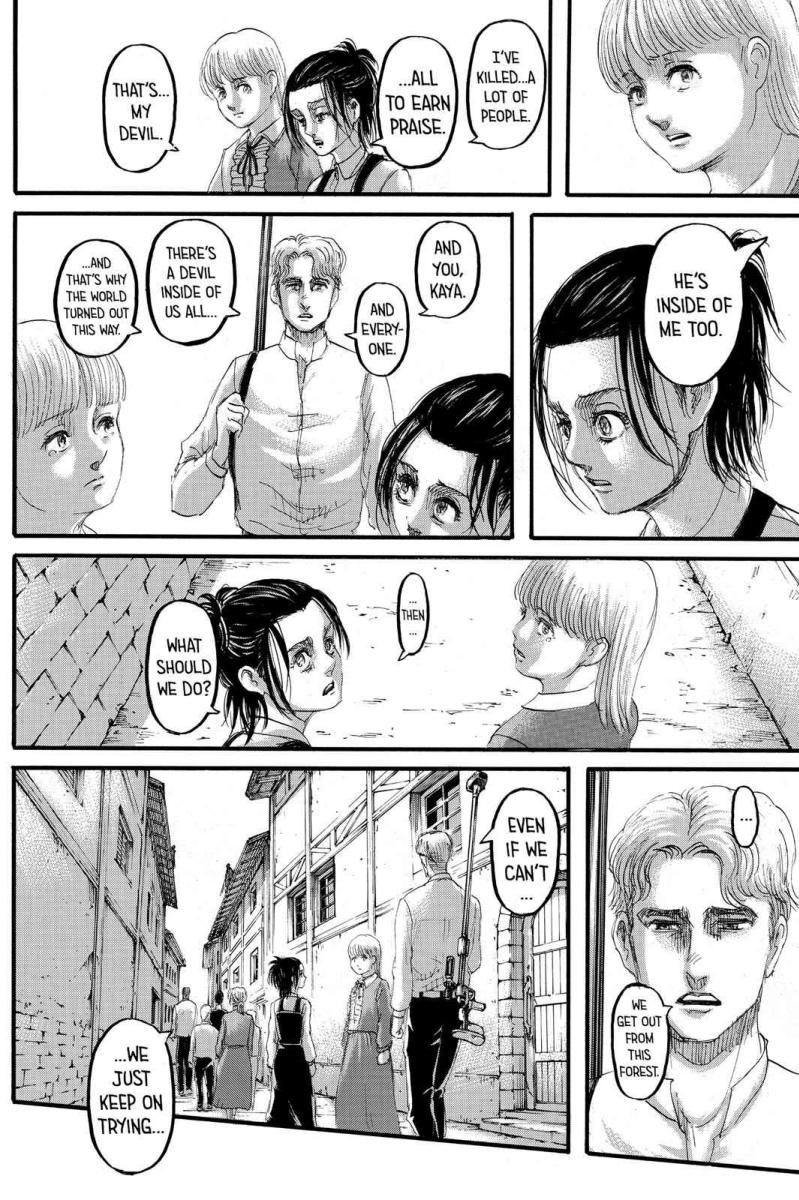 I'VE
KILLED...A
LOT OF
PEOPLE.
...ALL
TO EARN
PRAISE.
THAT'S...
MY
DEVIL.
HE'S
INSIDE OF
ME TOO.
AND
YOU,
KAYA.
AND
EVERY-
ONE.
THERE'S
A DEVIL
INSIDE OF
US ALL...
...AND
THAT'S WHY
THE WORLD
TURNED OUT
THIS WAY.
...
THEN
...
WHAT
SHOULD
WE DO?
...
WE
GET OUT
FROM
THIS
FOREST.
EVEN
IF WE
CAN'T
...
...WE
JUST
KEEP ON
TRYING...